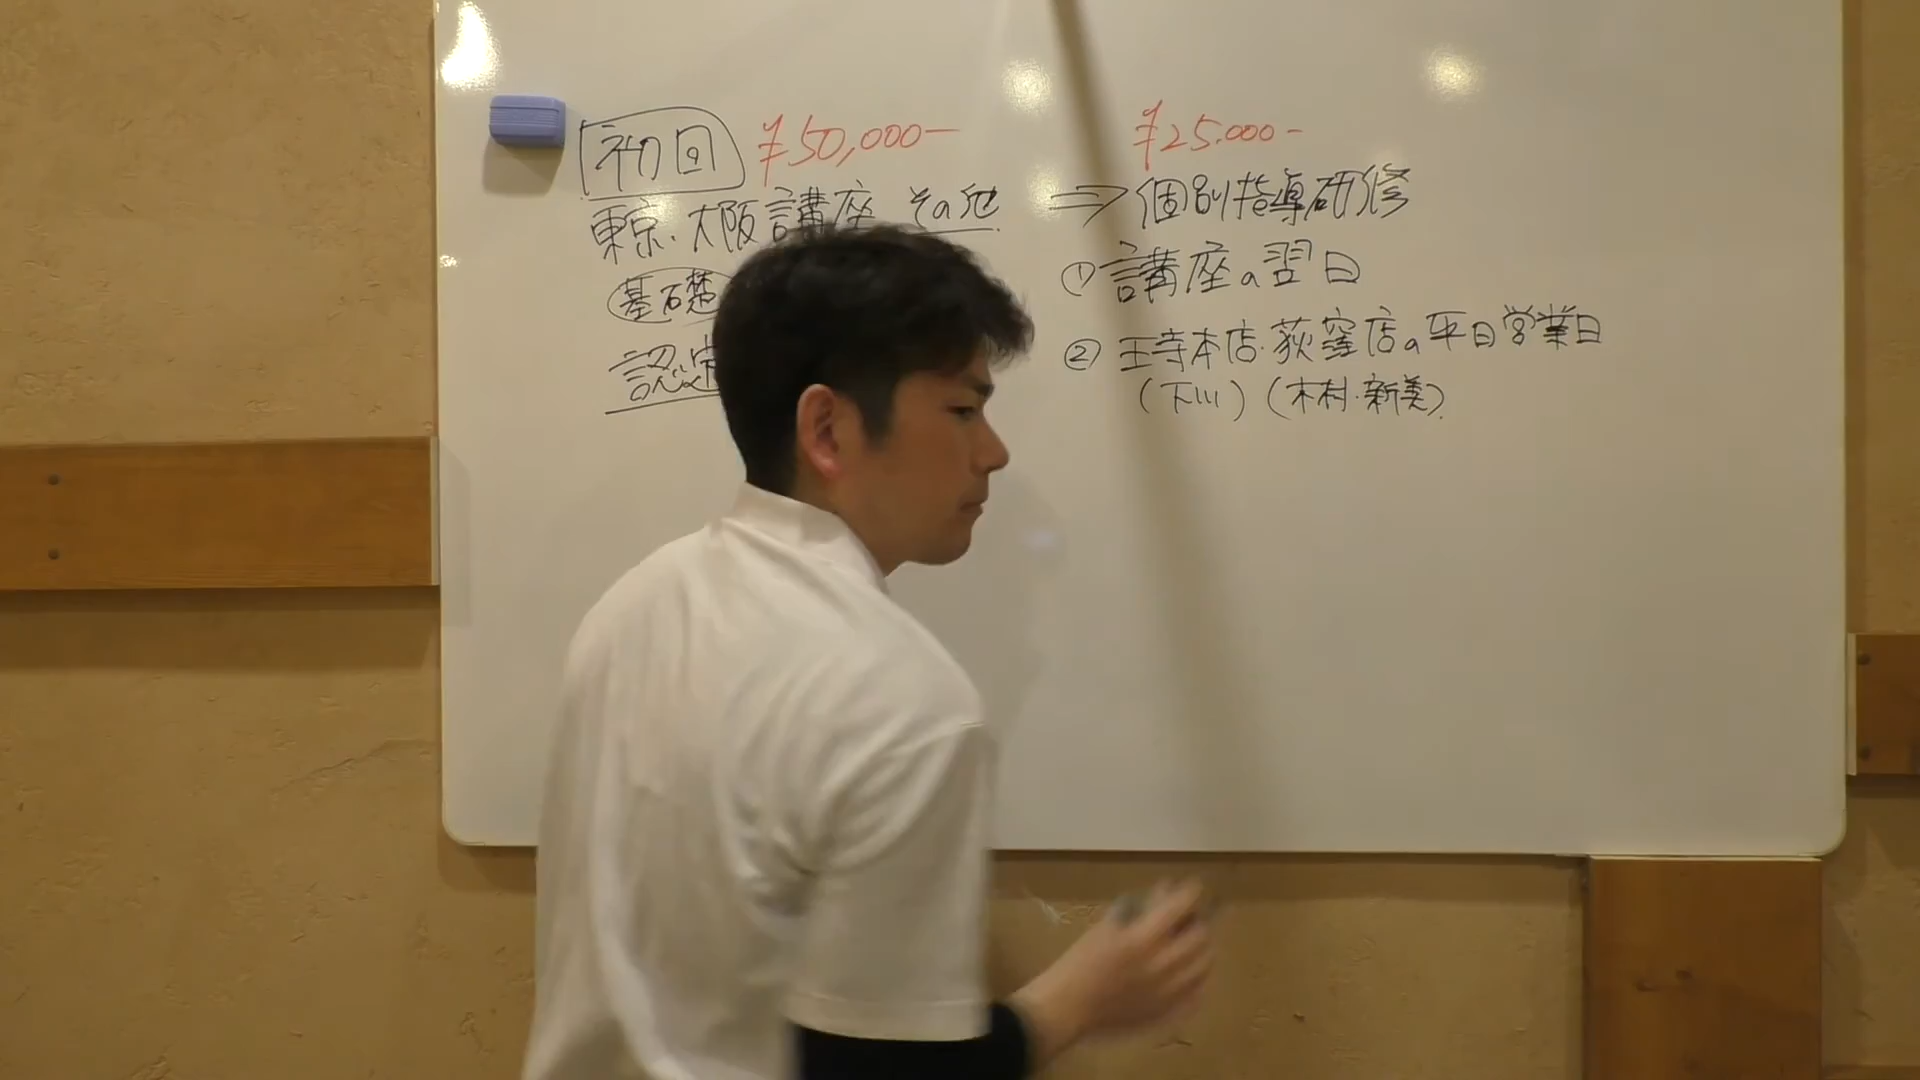 初回 ¥50,000-
東京・大阪講座 その他
基礎
認定
¥25.000-
⇒個別指導研修
① 講座の翌日
② 王寺本店・荻窪店の平日営業日
(下川) (木村・新美)